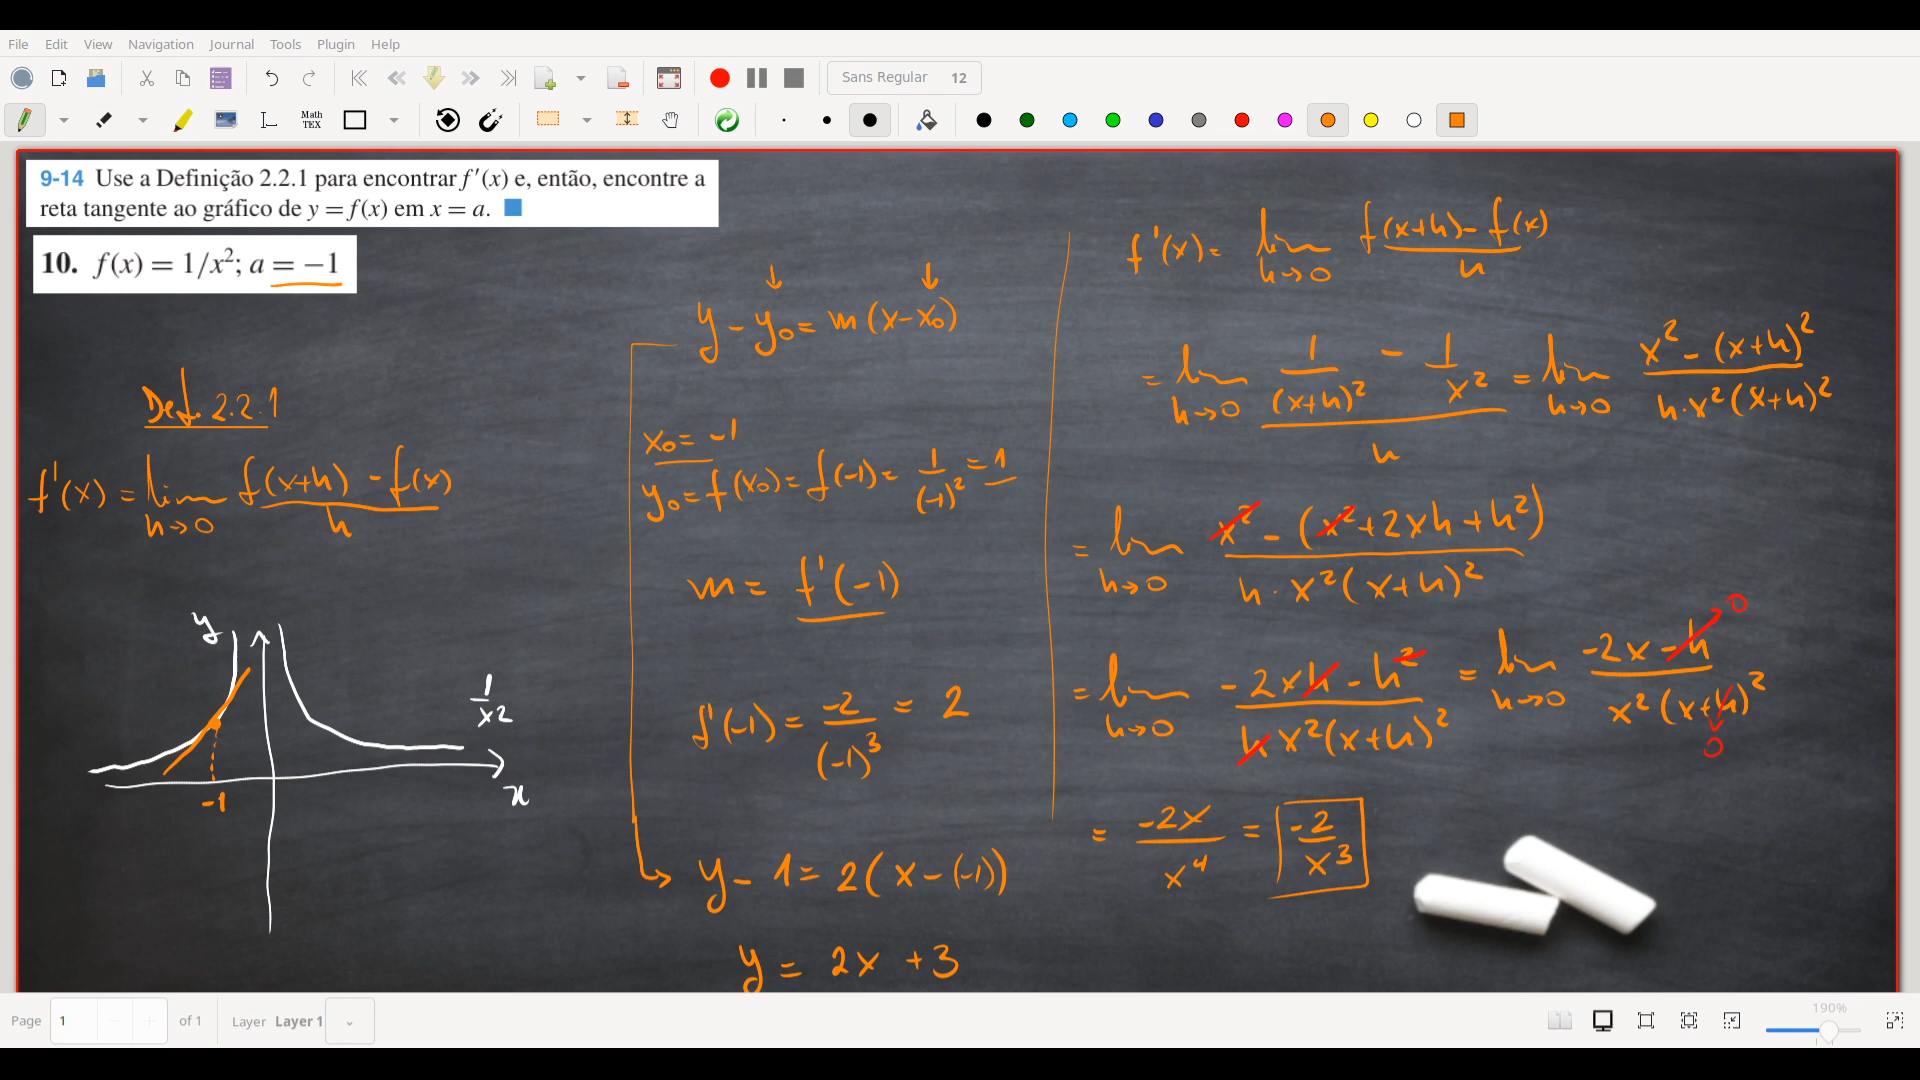 File Edit View Navigation Journal Tools Plugin Help
Sans Regular 12
Math TEX
9-14 Use a Definição 2.2.1 para encontrar f′(x) e, então, encontre a
reta tangente ao gráfico de y = f(x) em x = a.
10. f(x) = 1/x²; a = −1
Def. 2.2.1
f'(x) = lim h→0 f(x+h) - f(x) / h
y
1/x2
x
-1
y - y₀ = m(x-x₀)
x₀ = -1
y₀ = f(x₀) = f(-1) = 1/(-1)² = 1
m = f'(-1)
f'(-1) = -2/(-1)³ = 2
y - 1 = 2(x-(-1))
y = 2x + 3
f'(x) = lim h→0 f(x+h) - f(x) / h
= lim h→0 (1/(x+h)² - 1/x²) / h = lim h→0 (x² - (x+h)²) / (h·x²(x+h)²)
= lim h→0 (x² - (x²+2xh+h²)) / (h·x²(x+h)²)
= lim h→0 (-2xh - h²) / (h x²(x+h)²) = lim h→0 (-2x - h) / (x²(x+h)²)
0
0
= -2x/x⁴ = -2/x³
Page 1 of 1 Layer Layer 1
190%